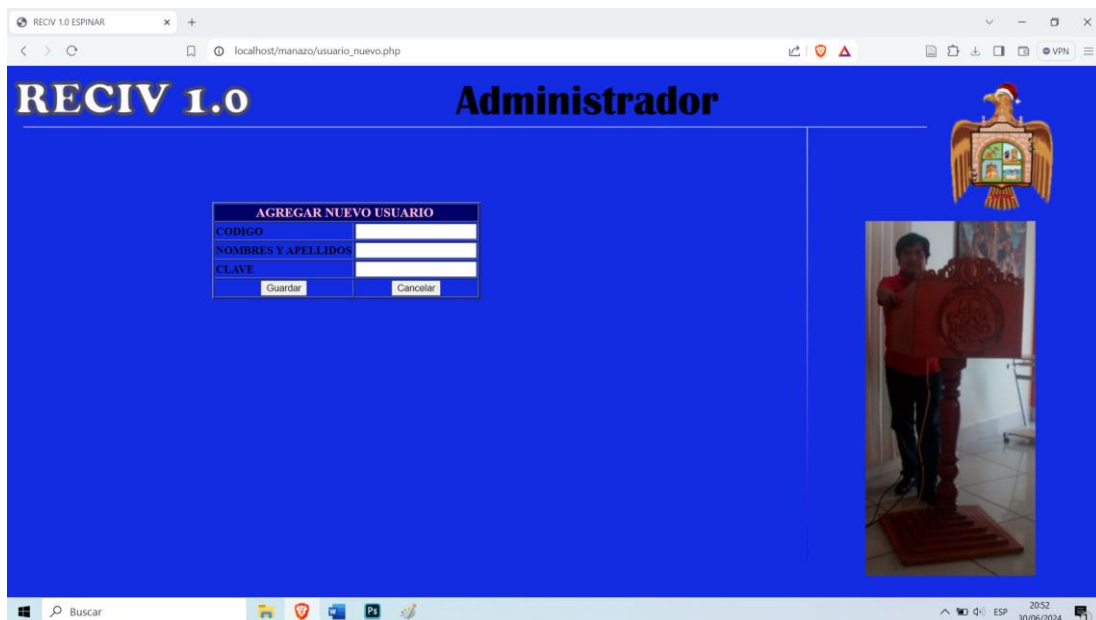 RECIV 1.0 ESPINAR
localhost/manazo/usuario_nuevo.php
VPN
RECIV 1.0
Administrador
AGREGAR NUEVO USUARIO
CODIGO
NOMBRES Y APELLIDOS
CLAVE
Guardar
Cancelar
Buscar
W
Ps
ESP
20:52
30/06/2024